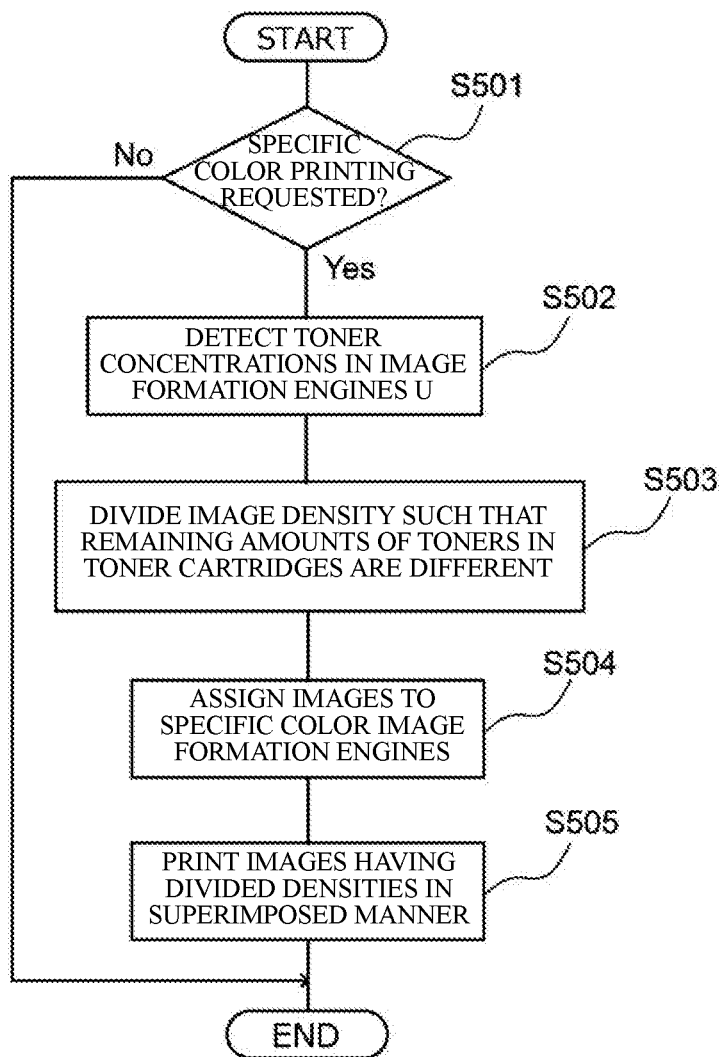 START
S501
SPECIFIC
COLOR PRINTING
REQUESTED?
No
Yes
S502
DETECT TONER
CONCENTRATIONS IN IMAGE
FORMATION ENGINES U
S503
DIVIDE IMAGE DENSITY SUCH THAT
REMAINING AMOUNTS OF TONERS IN
TONER CARTRIDGES ARE DIFFERENT
S504
ASSIGN IMAGES TO
SPECIFIC COLOR IMAGE
FORMATION ENGINES
S505
PRINT IMAGES HAVING
DIVIDED DENSITIES IN
SUPERIMPOSED MANNER
END